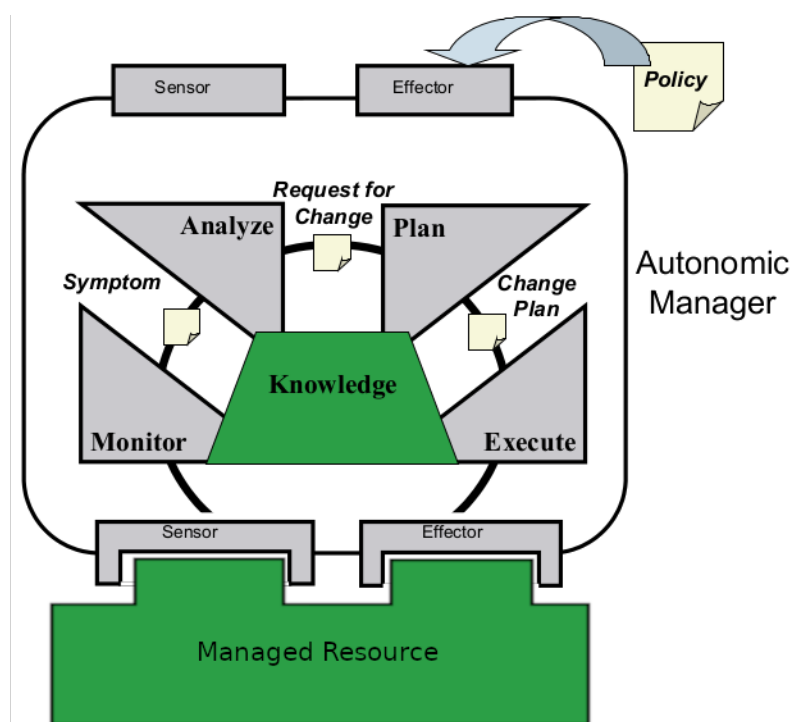 Sensor
Effector
Policy
Request for
Change
Analyze
Plan
Autonomic
Manager
Symptom
Change
Plan
Knowledge
Monitor
Execute
Sensor
Effector
Managed Resource